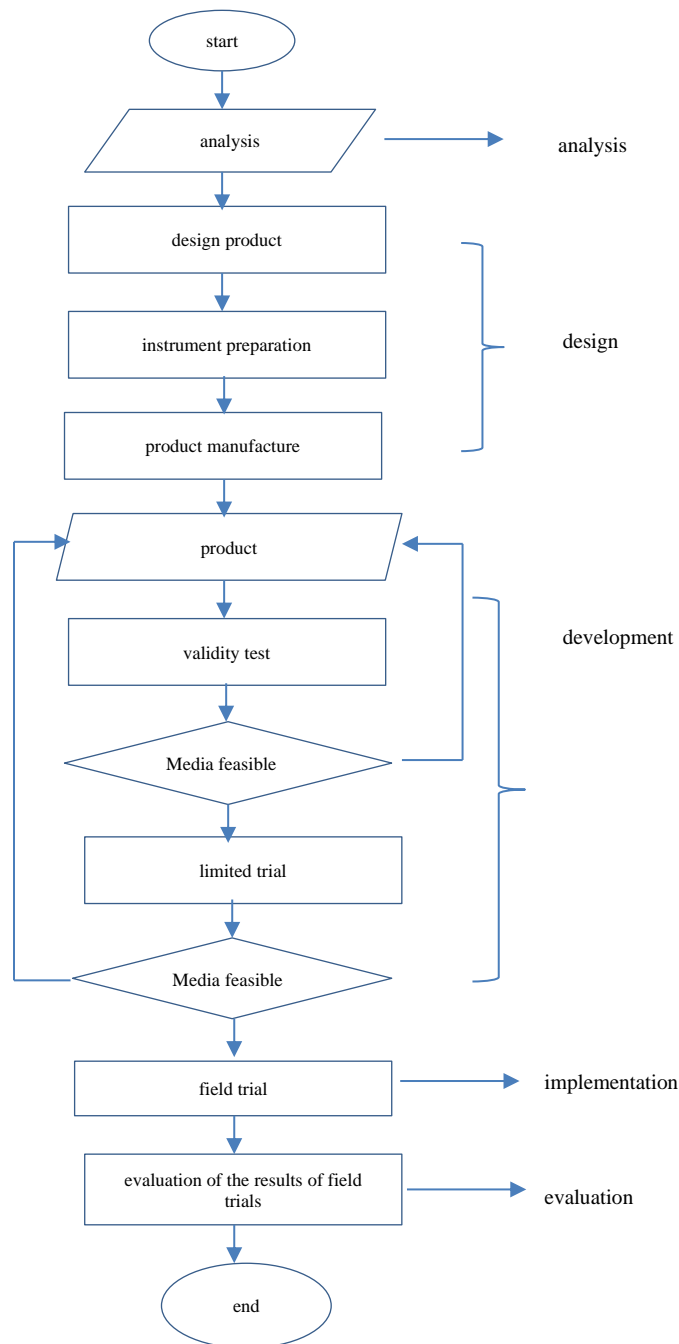 start
analysis
analysis
design product
instrument preparation
design
product manufacture
product
development
validity test
Media feasible
limited trial
Media feasible
field trial
implementation
evaluation of the results of field
trials
evaluation
end